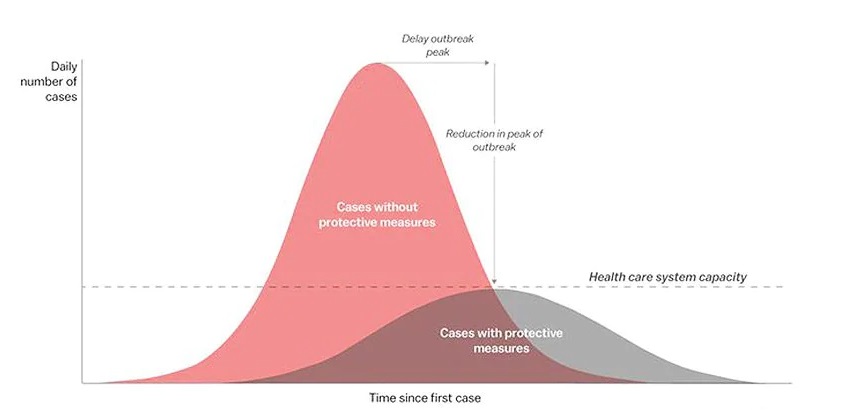 Delay outbreak
peak
Daily
number of
cases
Reduction in peak of
outbreak
Cases without
protective measures
Health care system capacity
Cases with protective
measures
Time since first case